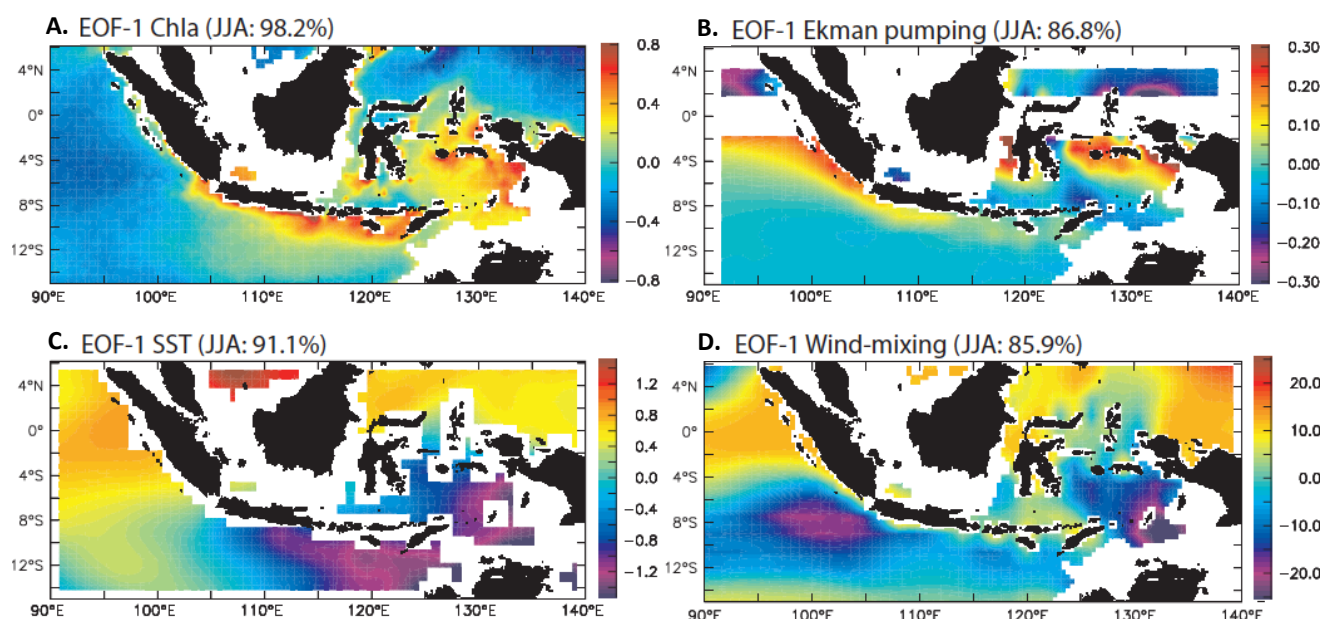 A. EOF-1 Chla (JJA: 98.2%)
4°N
0°
4°S
8°S
12°S
90°E 100°E 110°E 120°E 130°E 140°E
0.8
0.4
0.0
−0.4
−0.8
B. EOF-1 Ekman pumping (JJA: 86.8%)
4°N
0°
4°S
8°S
12°S
90°E 100°E 110°E 120°E 130°E 140°E
0.30
0.20
0.10
0.00
−0.10
−0.20
−0.30
C. EOF-1 SST (JJA: 91.1%)
4°N
0°
4°S
8°S
12°S
90°E 100°E 110°E 120°E 130°E 140°E
1.2
0.8
0.4
0.0
−0.4
−0.8
−1.2
D. EOF-1 Wind-mixing (JJA: 85.9%)
4°N
0°
4°S
8°S
12°S
90°E 100°E 110°E 120°E 130°E 140°E
20.0
10.0
0.00
−10.0
−20.0